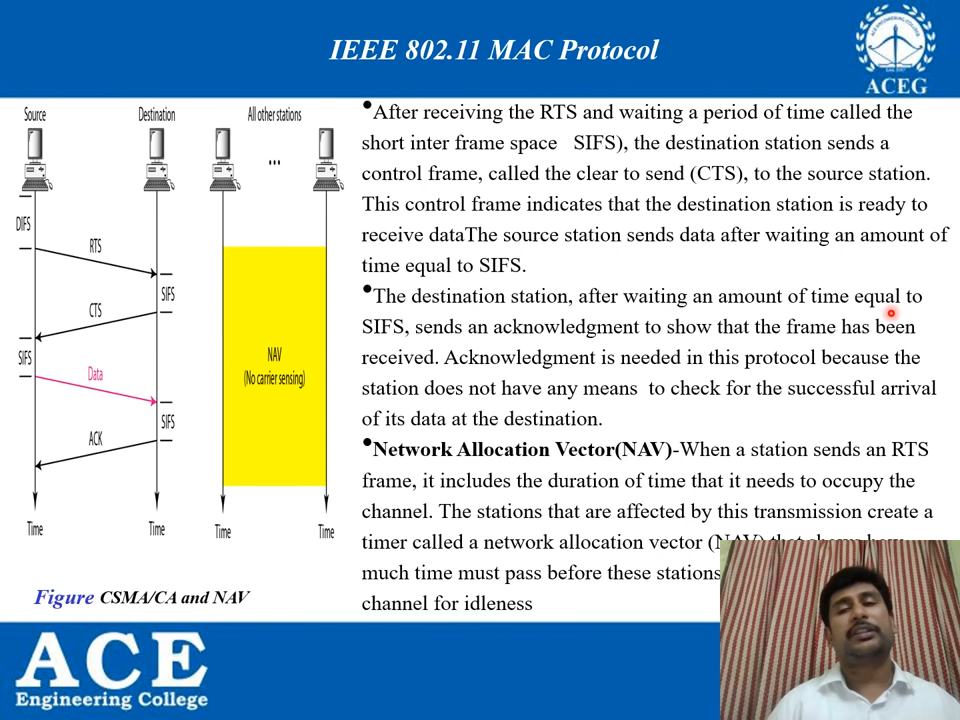 IEEE 802.11 MAC Protocol
ACEG
Source
Destination
All other stations
...
DIFS
RTS
SIFS
CTS
SIFS
Data
SIFS
ACK
NAV
(No carrier sensing)
Time
Time
Time
Time
Figure CSMA/CA and NAV
•After receiving the RTS and waiting a period of time called the
short inter frame space SIFS), the destination station sends a
control frame, called the clear to send (CTS), to the source station.
This control frame indicates that the destination station is ready to
receive dataThe source station sends data after waiting an amount of
time equal to SIFS.
•The destination station, after waiting an amount of time equal to
SIFS, sends an acknowledgment to show that the frame has been
received. Acknowledgment is needed in this protocol because the
station does not have any means to check for the successful arrival
of its data at the destination.
•Network Allocation Vector(NAV)-When a station sends an RTS
frame, it includes the duration of time that it needs to occupy the
channel. The stations that are affected by this transmission create a
timer called a network allocation vector (NAV) that shows how
much time must pass before these stations
channel for idleness
ACE
Engineering College